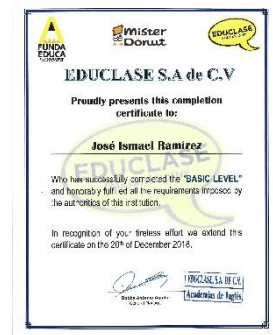 FUNDA
EDUCA
Mister
Donut
EDUCLASE
EDUCLASE S.A de C.V
Proudly presents this completion
certificate to:
José Ismael Ramírez
EDUCLASE
Who has successfully completed the "BASIC LEVEL"
and honorably fulfilled all the requirements imposed by
the authorities of this institution.
In recognition of your tireless effort we extend this
certificate on the 20th of December 2018.
EDUCLASE, S.A. DE C.V.
Academias de Inglés